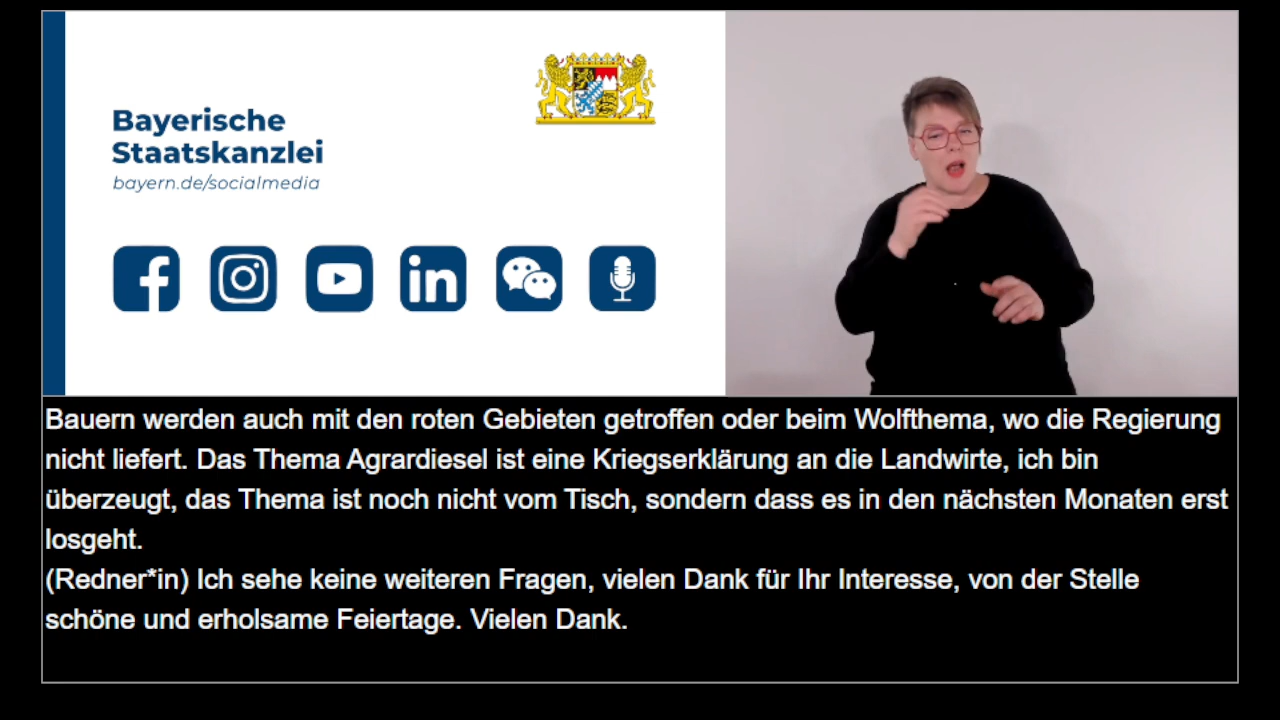 Bayerische
Staatskanzlei
bayern.de/socialmedia
Bauern werden auch mit den roten Gebieten getroffen oder beim Wolfthema, wo die Regierung
nicht liefert. Das Thema Agrardiesel ist eine Kriegserklärung an die Landwirte, ich bin
überzeugt, das Thema ist noch nicht vom Tisch, sondern dass es in den nächsten Monaten erst
losgeht.
(Redner*in) Ich sehe keine weiteren Fragen, vielen Dank für Ihr Interesse, von der Stelle
schöne und erholsame Feiertage. Vielen Dank.